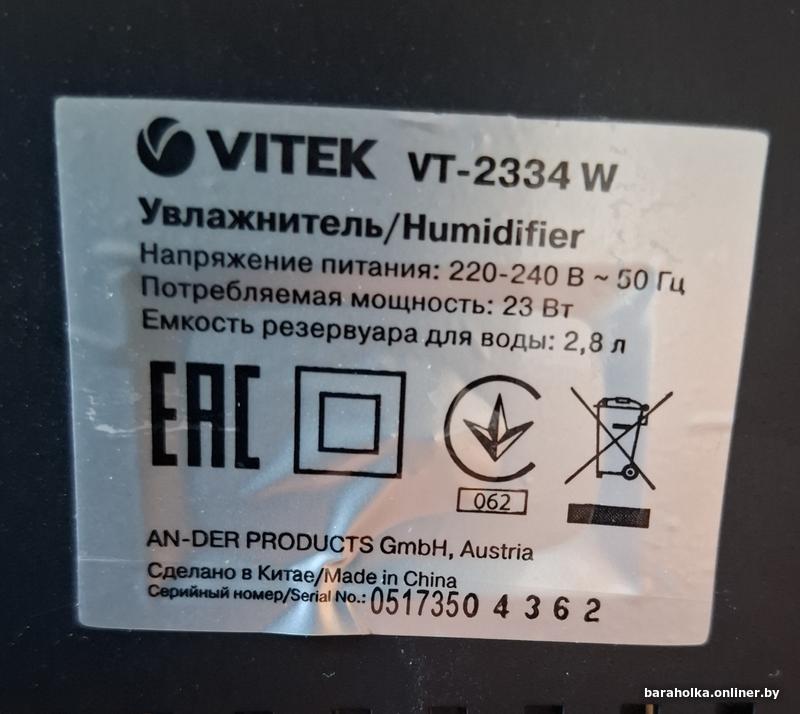 VITEK VT-2334 W
Увлажнитель/Humidifier
Напряжение питания: 220-240 В ~ 50 Гц
Потребляемая мощность: 23 Вт
Емкость резервуара для воды: 2,8 л
EAC
062
AN-DER PRODUCTS GmbH, Austria
Сделано в Китае/Made in China
Серийный номер/Serial No.: 0517350 4 3 6 2
baraholka.onliner.by